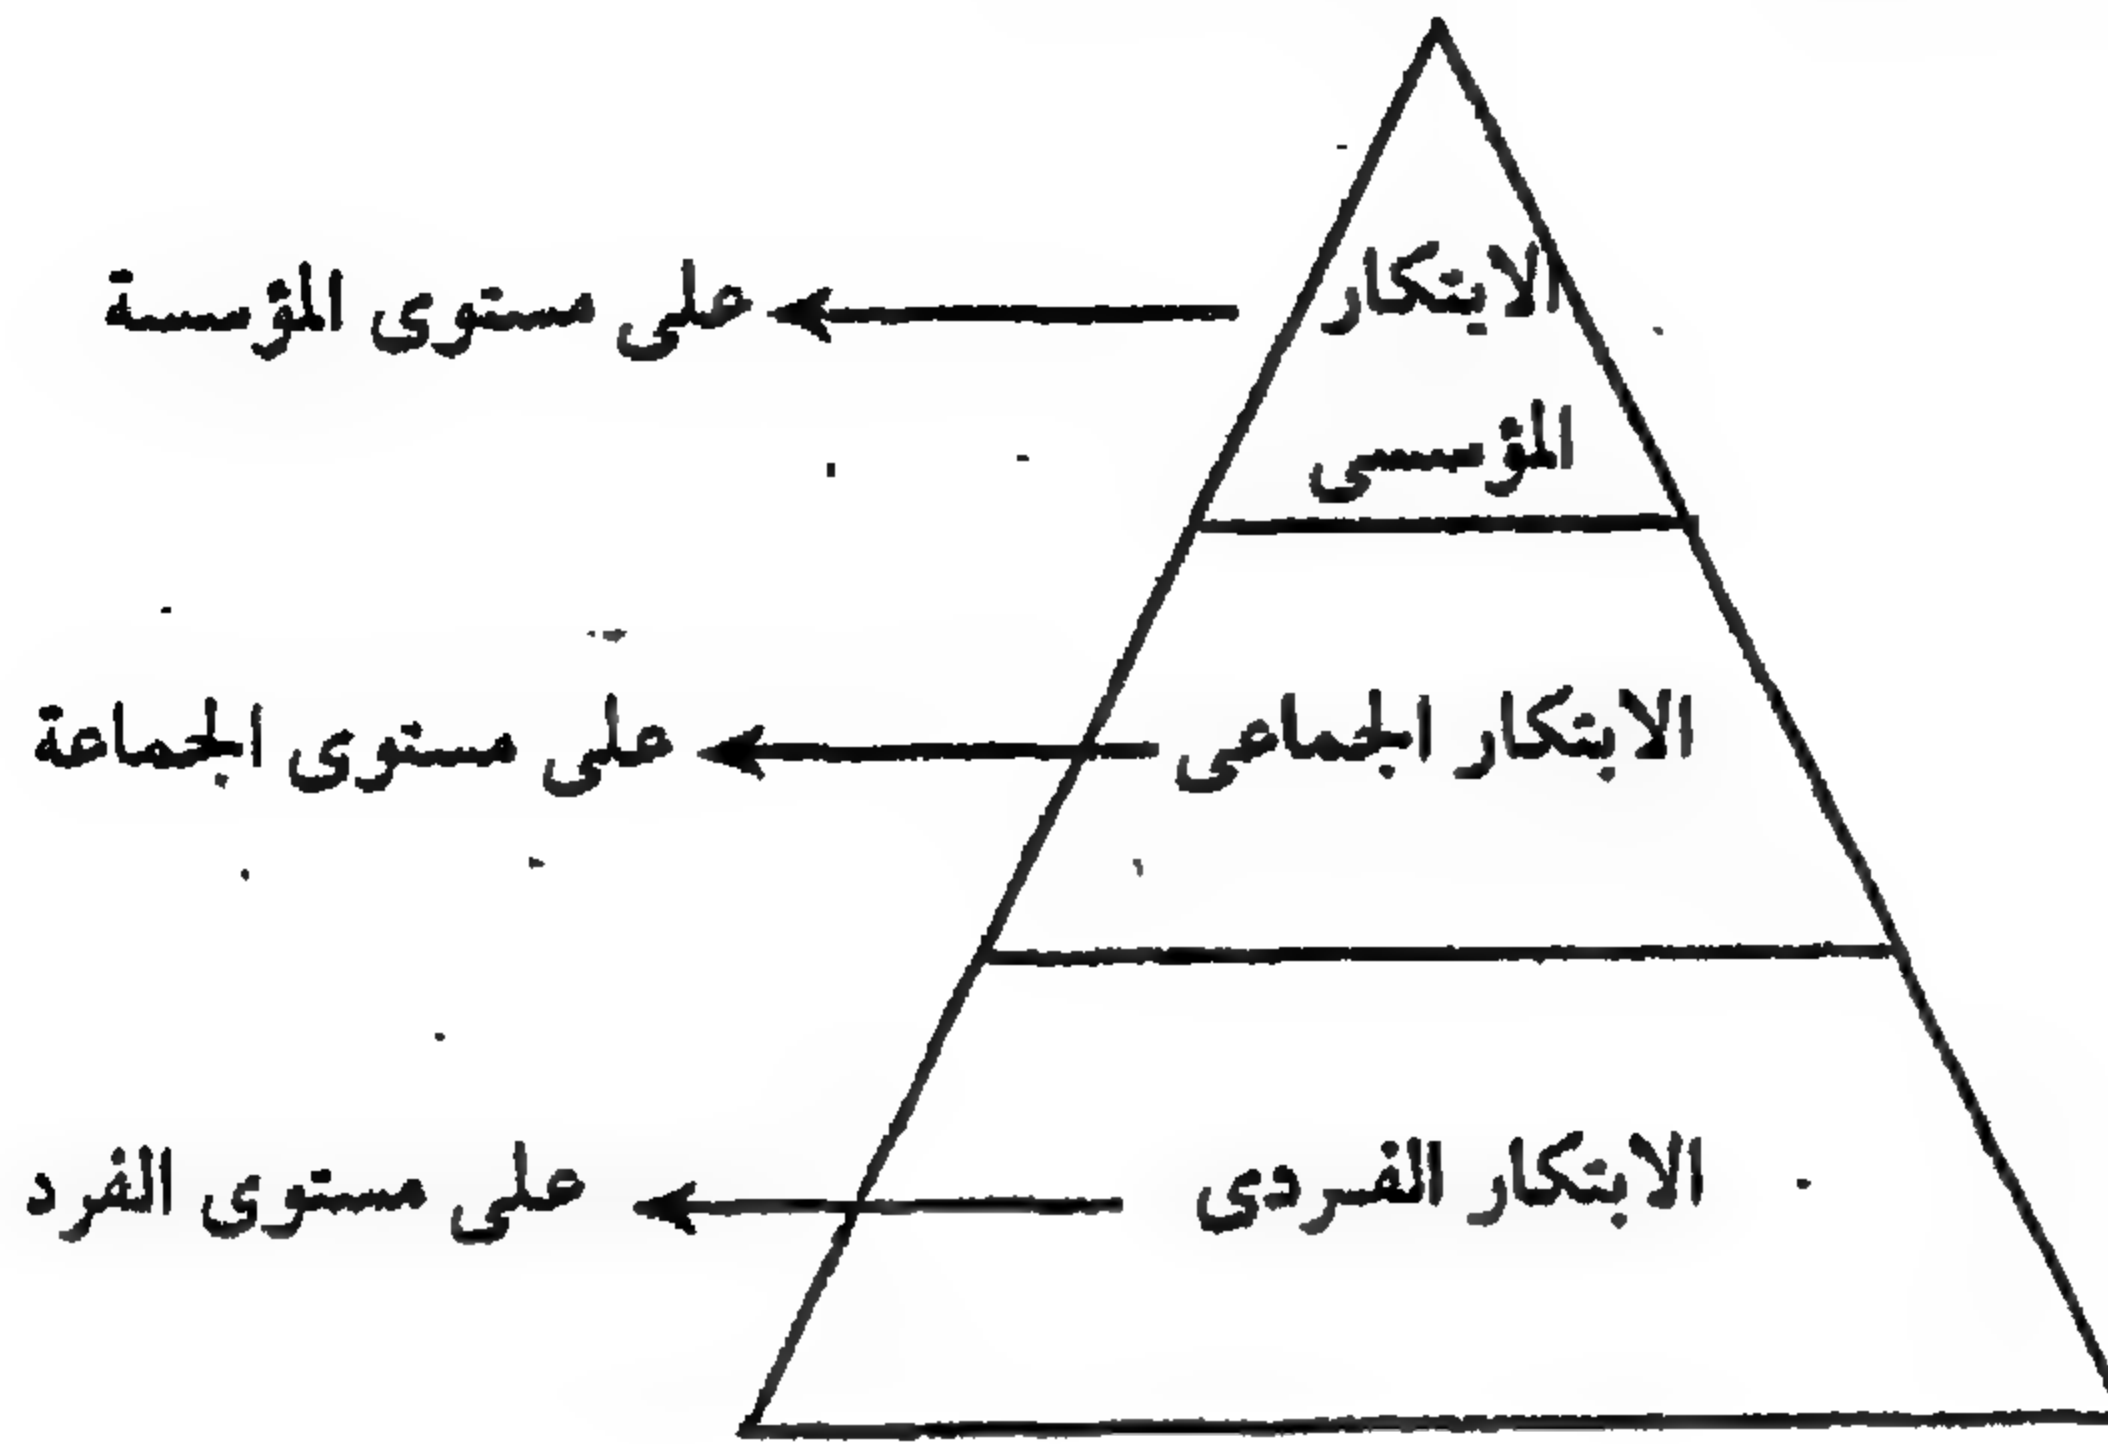 الابتكار
المؤسسى
على مستوى المؤسسة
الابتكار الجماعى
على مستوى الجماعة
الابتكار الفردى
على مستوى الفرد